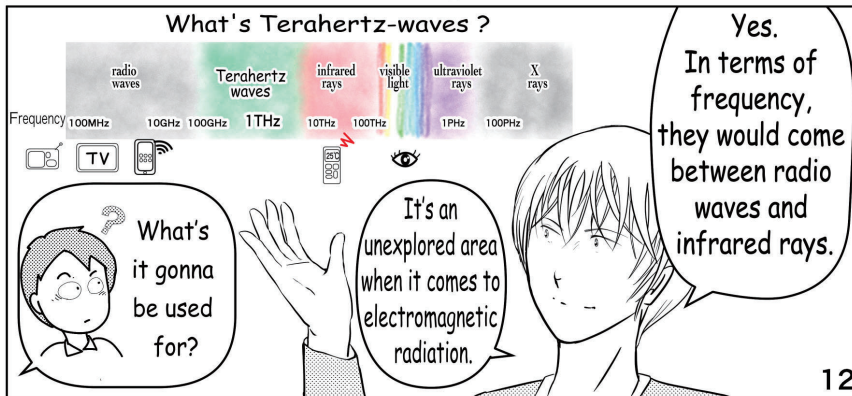 What's Terahertz-waves ?
radio
waves
Terahertz
waves
infrared
rays
visible
light
ultraviolet
rays
X
rays
Frequency 100MHz 10GHz 100GHz 1THz 10THz 100THz 1PHz 100PHz
TV
25℃
Yes.
In terms of
frequency,
they would come
between radio
waves and
infrared rays.
It's an
unexplored area
when it comes to
electromagnetic
radiation.
?
What's
it gonna
be used
for?
12